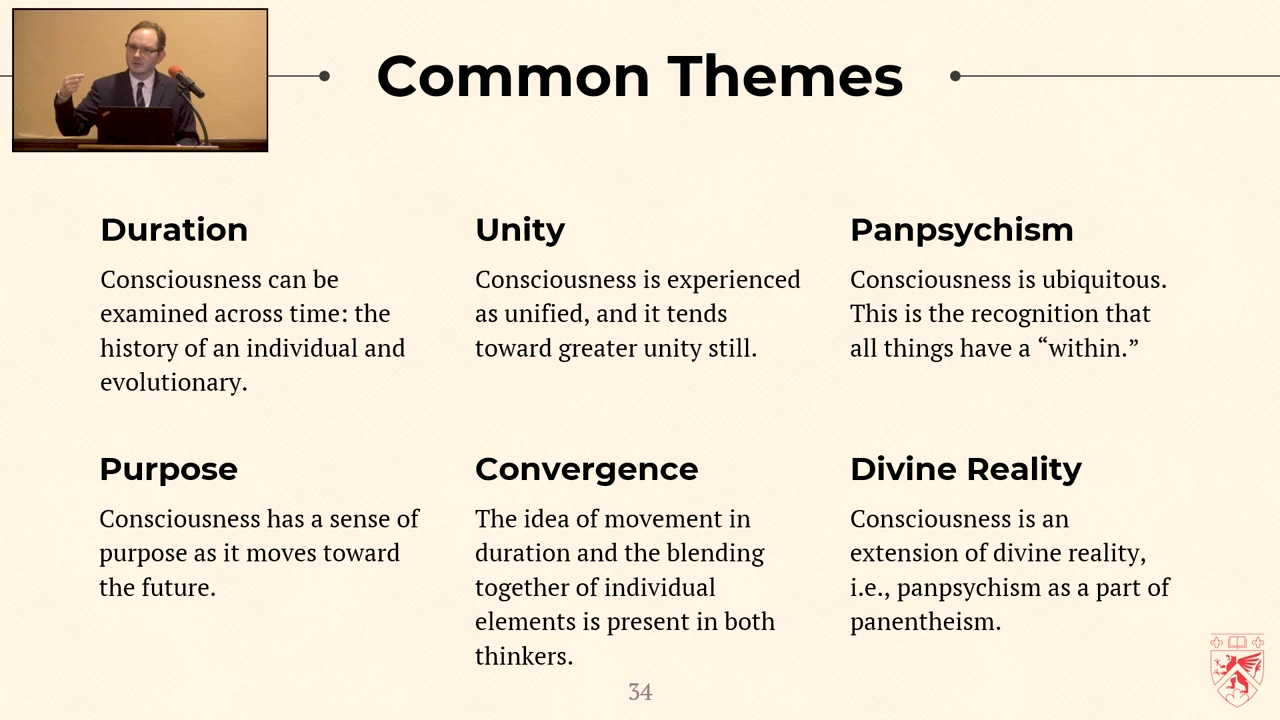 Common Themes
Duration
Consciousness can be
examined across time: the
history of an individual and
evolutionary.
Unity
Consciousness is experienced
as unified, and it tends
toward greater unity still.
Panpsychism
Consciousness is ubiquitous.
This is the recognition that
all things have a “within.”
Purpose
Consciousness has a sense of
purpose as it moves toward
the future.
Convergence
The idea of movement in
duration and the blending
together of individual
elements is present in both
thinkers.
Divine Reality
Consciousness is an
extension of divine reality,
i.e., panpsychism as a part of
panentheism.
34